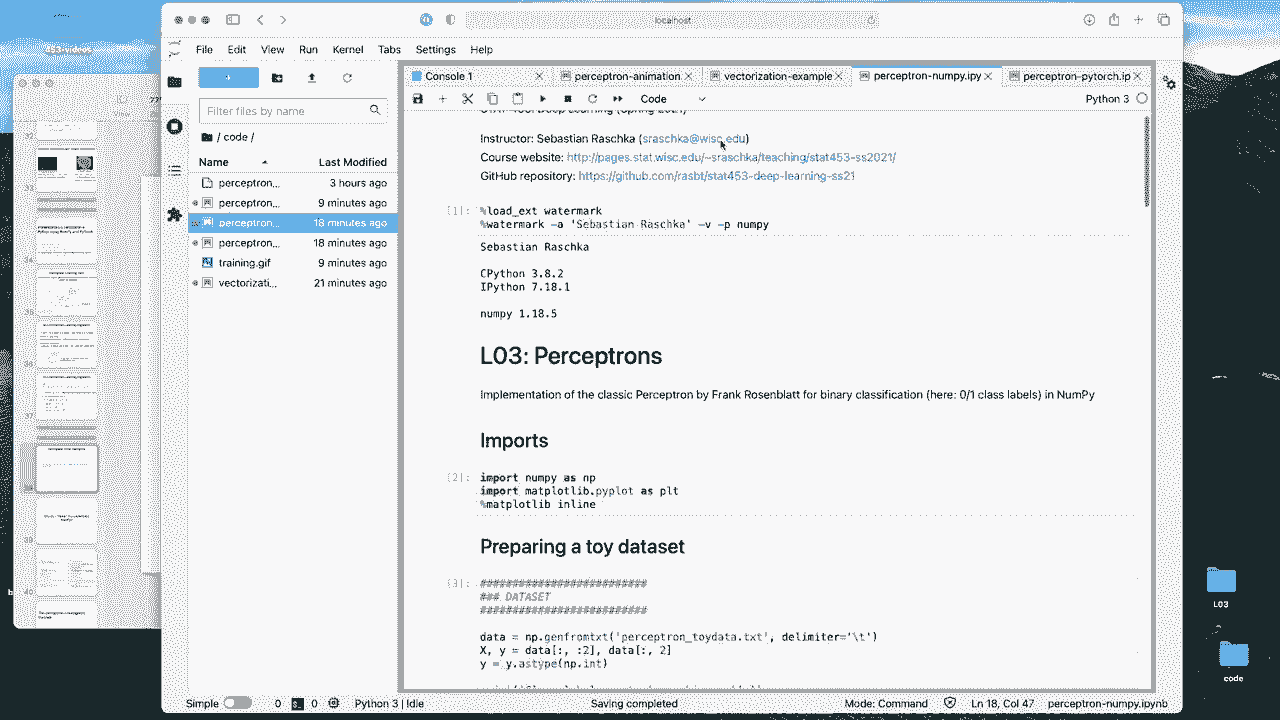 453-videos
localhost
File Edit View Run Kernel Tabs Settings Help
Console 1
perceptron-animation
vectorization-example
perceptron-numpy.ipy
perceptron-pytorch.ip
Code
Python 3
Filter files by name
/ code /
Name Last Modified
perceptron... 3 hours ago
perceptron... 9 minutes ago
perceptron... 18 minutes ago
perceptron... 18 minutes ago
training.gif 9 minutes ago
vectorizati... 21 minutes ago
Instructor: Sebastian Raschka (sraschka@wisc.edu)
Course website: http://pages.stat.wisc.edu/~sraschka/teaching/stat453-ss2021/
GitHub repository: https://github.com/rasbt/stat453-deep-learning-ss21
[1]: %load_ext watermark
%watermark -a 'Sebastian Raschka' -v -p numpy
Sebastian Raschka
CPython 3.8.2
IPython 7.18.1
numpy 1.18.5
L03: Perceptrons
Implementation of the classic Perceptron by Frank Rosenblatt for binary classification (here: 0/1 class labels) in NumPy
Imports
[2]: import numpy as np
import matplotlib.pyplot as plt
%matplotlib inline
Preparing a toy dataset
[3]: ##########################
### DATASET
##########################
data = np.genfromtxt('perceptron_toydata.txt', delimiter='\t')
X, y = data[:, :2], data[:, 2]
y = y.astype(np.int)
Simple 0 0 Python 3 | Idle Saving completed Mode: Command Ln 18, Col 47 perceptron-numpy.ipynb
L03
code